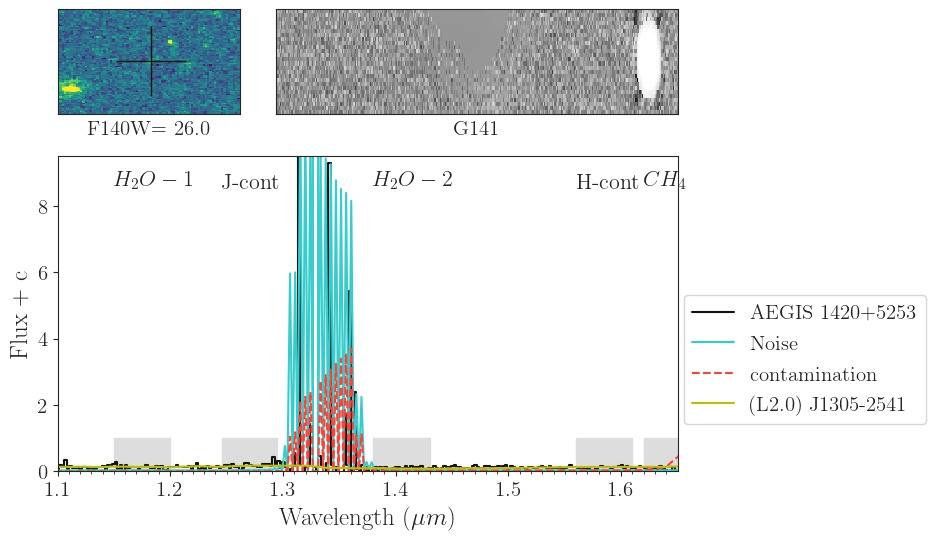 F140W= 26.0
G141
H₂O − 1
J-cont
H₂O − 2
H-cont
CH₄
8
6
4
2
0
Flux + c
1.1
1.2
1.3
1.4
1.5
1.6
Wavelength (μm)
AEGIS 1420+5253
Noise
contamination
(L2.0) J1305-2541